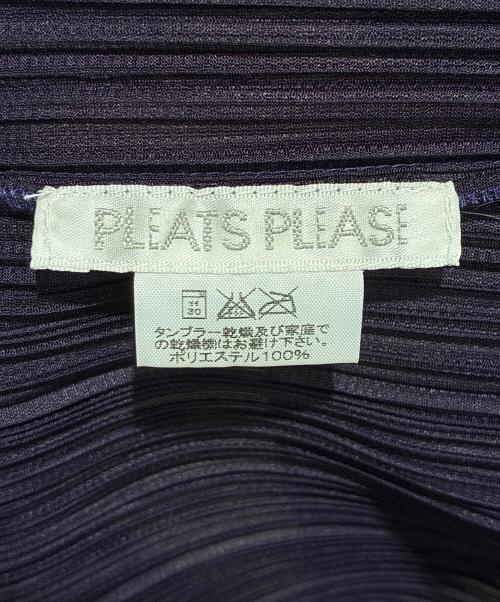 PLEATS PLEASE
30
タンブラー乾燥及び家庭で
の乾燥機はお避け下さい。
ポリエステル100%